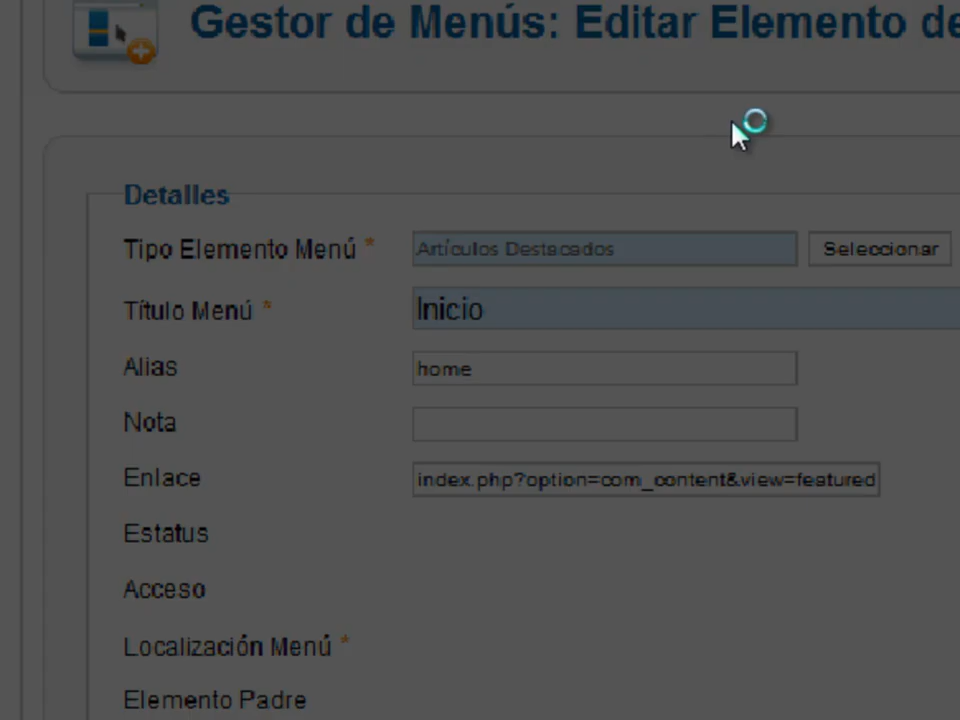 Gestor de Menús: Editar Elemento de
Detalles
Tipo Elemento Menú * Artículos Destacados Seleccionar
Título Menú * Inicio
Alias home
Nota
Enlace index.php?option=com_content&view=featured
Estatus
Acceso
Localización Menú *
Elemento Padre